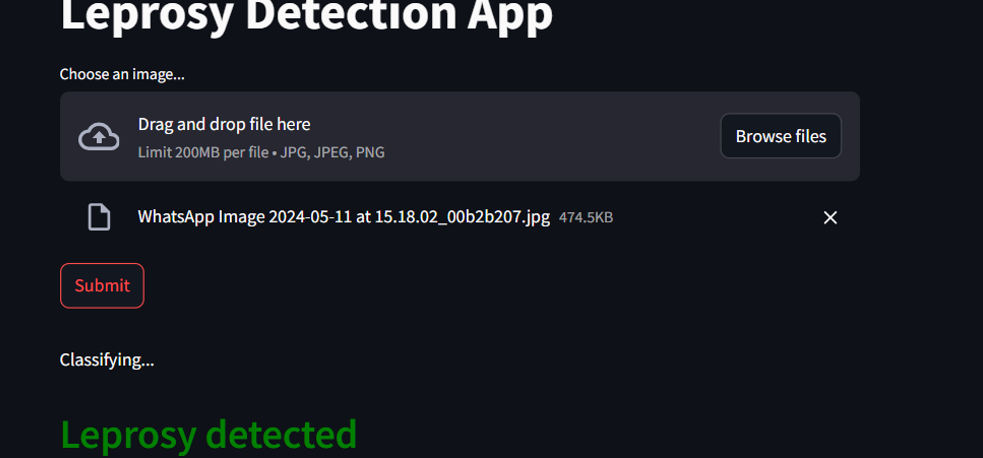 Leprosy Detection App
Choose an image...
Drag and drop file here
Limit 200MB per file • JPG, JPEG, PNG
Browse files
WhatsApp Image 2024-05-11 at 15.18.02_00b2b207.jpg 474.5KB
Submit
Classifying...
Leprosy detected